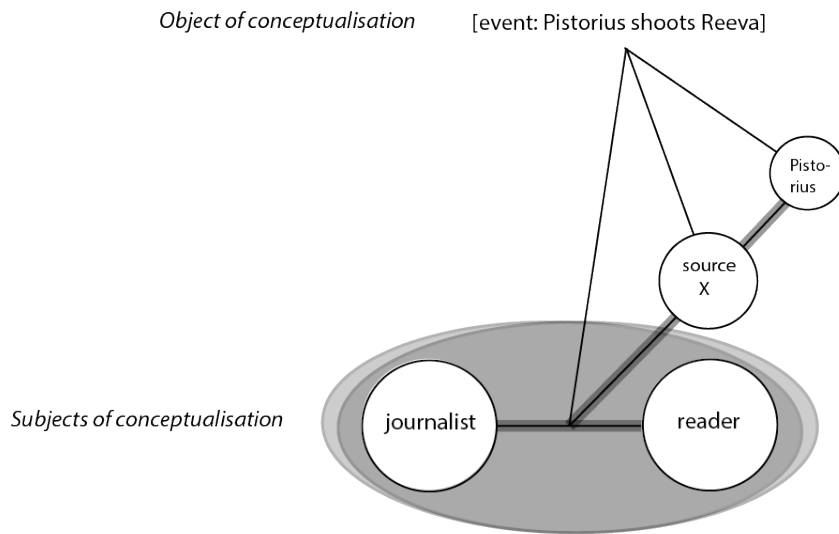 Object of conceptualisation [event: Pistorius shoots Reeva]
Pisto-
rius
source
X
Subjects of conceptualisation journalist reader